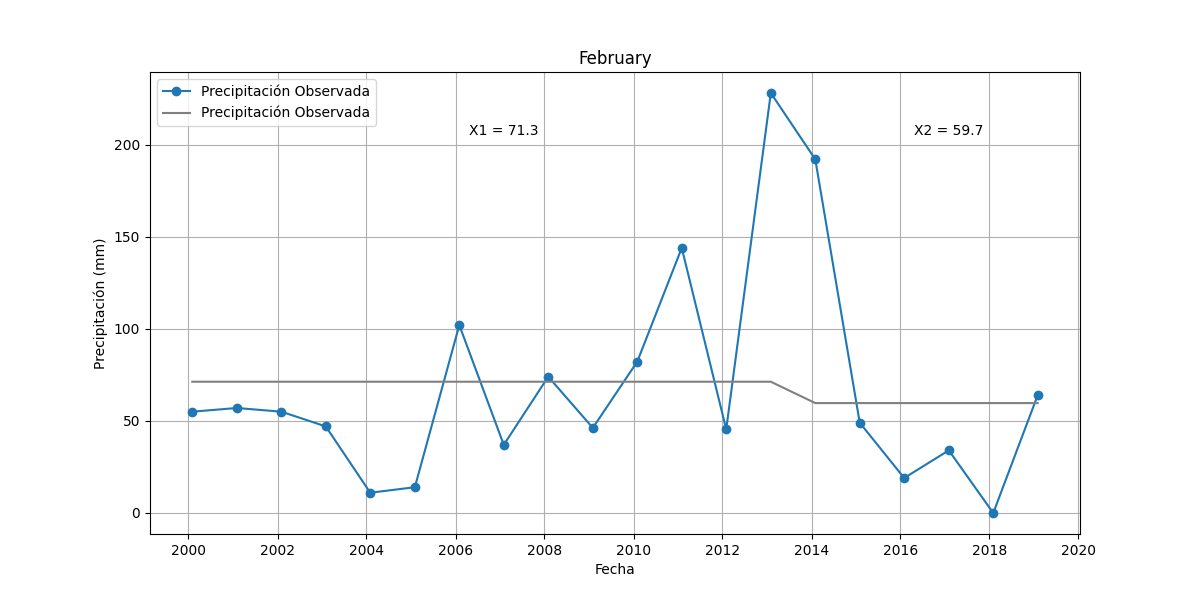 February
Precipitación Observada
Precipitación Observada
X1 = 71.3
X2 = 59.7
200
150
100
50
0
Precipitación (mm)
2000 2002 2004 2006 2008 2010 2012 2014 2016 2018 2020
Fecha